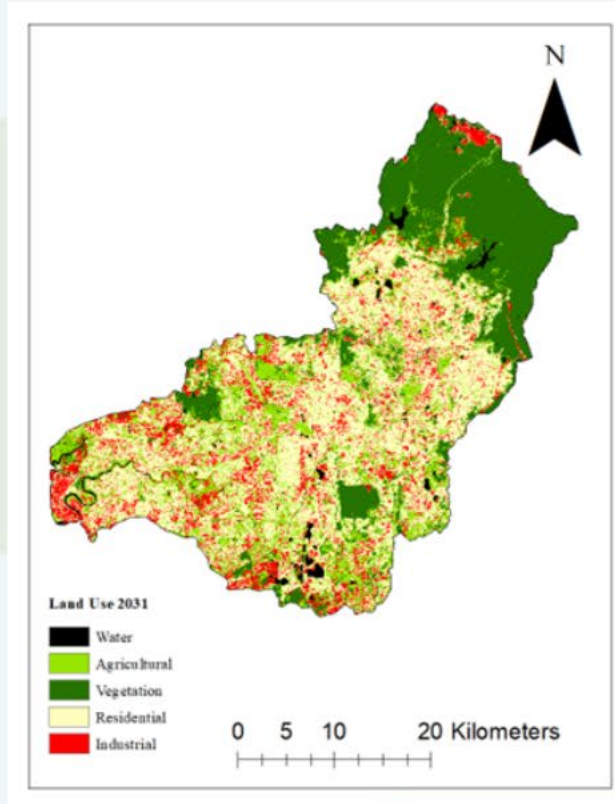 N
Land Use 2031
Water
Agricultural
Vegetation
Residential
Industrial
0 5 10 20 Kilometers